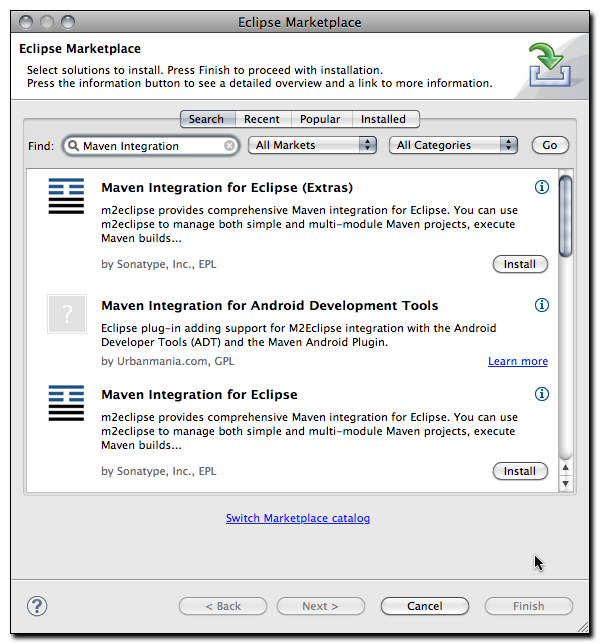 Eclipse Marketplace
Eclipse Marketplace
Select solutions to install. Press Finish to proceed with installation.
Press the information button to see a detailed overview and a link to more information.
Search Recent Popular Installed
Find: Maven Integration All Markets All Categories Go
Maven Integration for Eclipse (Extras)
m2eclipse provides comprehensive Maven integration for Eclipse. You can use
m2eclipse to manage both simple and multi-module Maven projects, execute
Maven builds...
by Sonatype, Inc., EPL Install
? Maven Integration for Android Development Tools
Eclipse plug-in adding support for M2Eclipse integration with the Android
Developer Tools (ADT) and the Maven Android Plugin.
by Urbanmania.com, GPL Learn more
Maven Integration for Eclipse
m2eclipse provides comprehensive Maven integration for Eclipse. You can use
m2eclipse to manage both simple and multi-module Maven projects, execute
Maven builds...
by Sonatype, Inc., EPL Install
Switch Marketplace catalog
? < Back Next > Cancel Finish